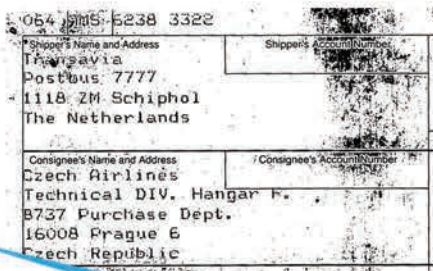 064 AMS 6238 3322
Shipper's Name and Address
Shipper's Account Number
Transavia
Postbus 7777
1118 ZM Schiphol
The Netherlands
Consignee's Name and Address
Consignee's Account Number
Czech Airlines
Technical DIV. Hangar F.
B737 Purchase Dept.
16008 Prague 6
Czech Republic